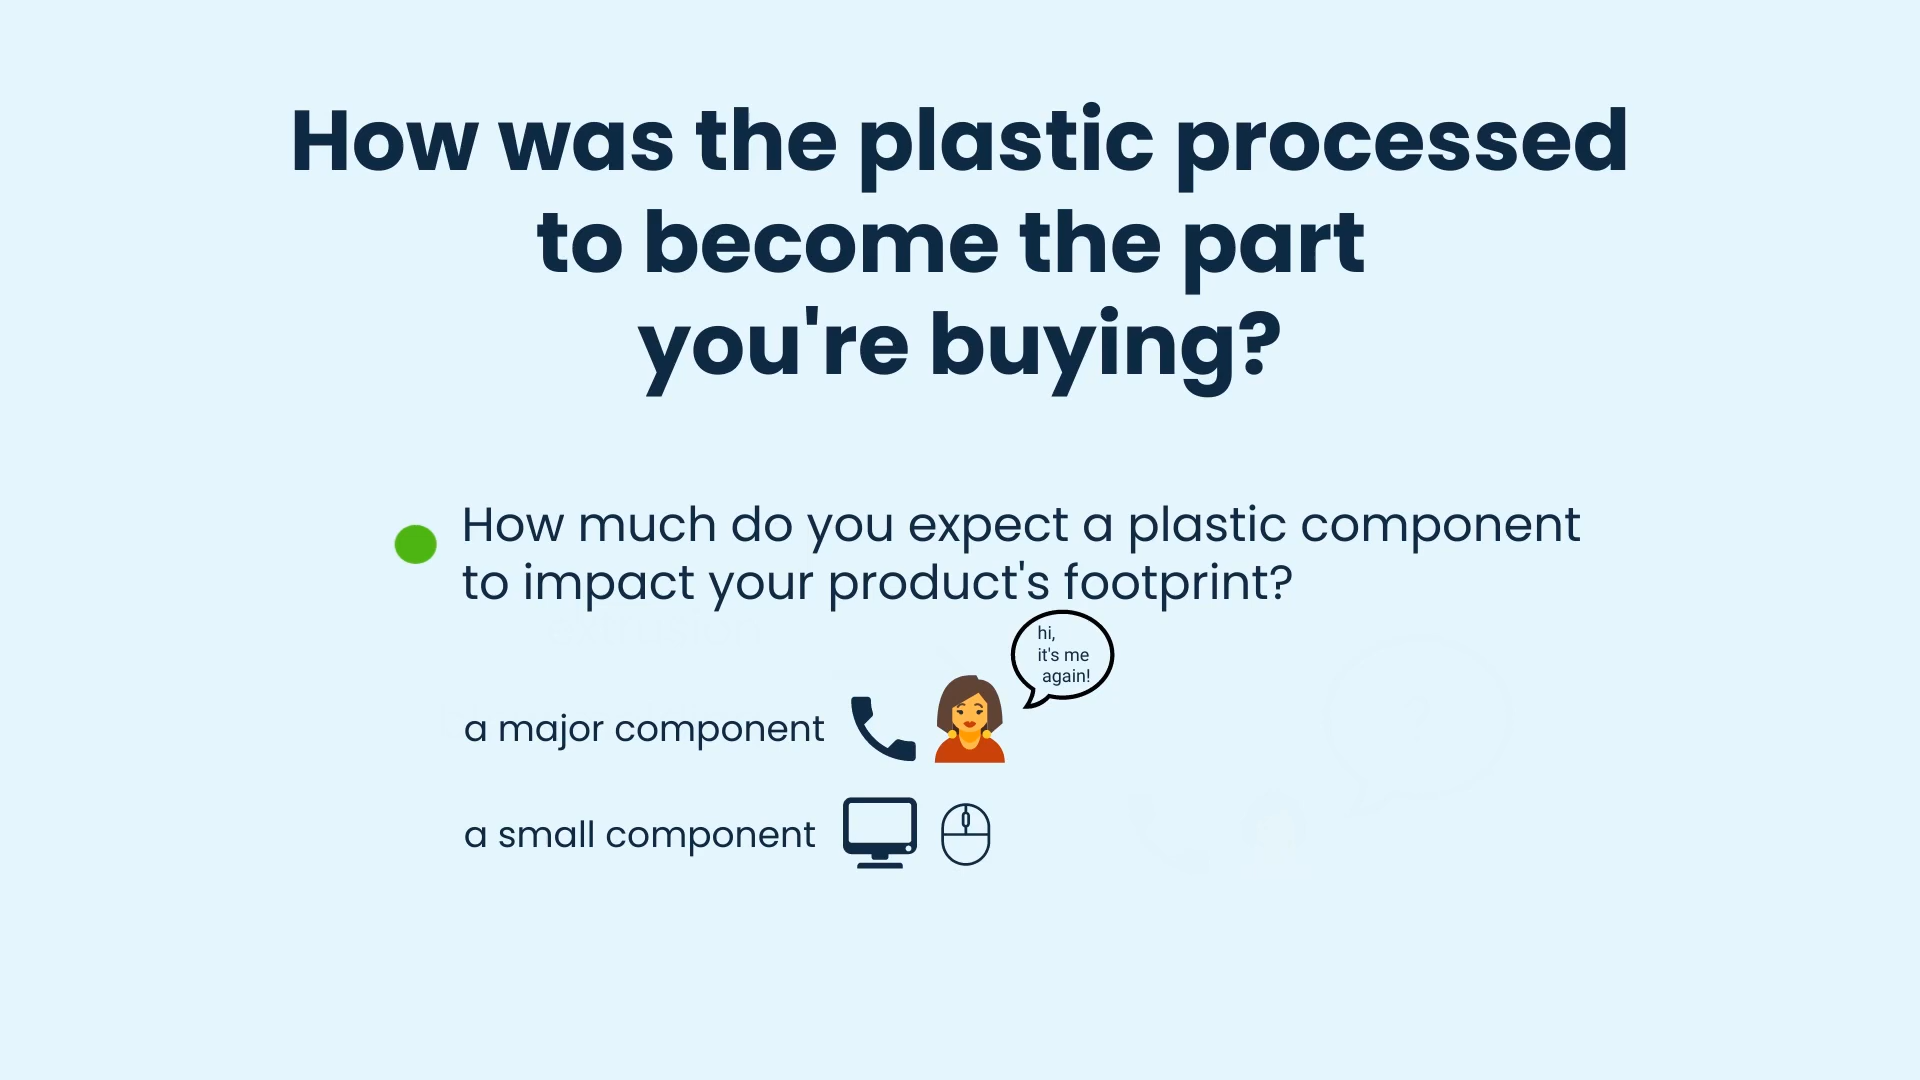 How was the plastic processed
to become the part
you're buying?
How much do you expect a plastic component
to impact your product's footprint?
hi,
it's me
again!
a major component
a small component